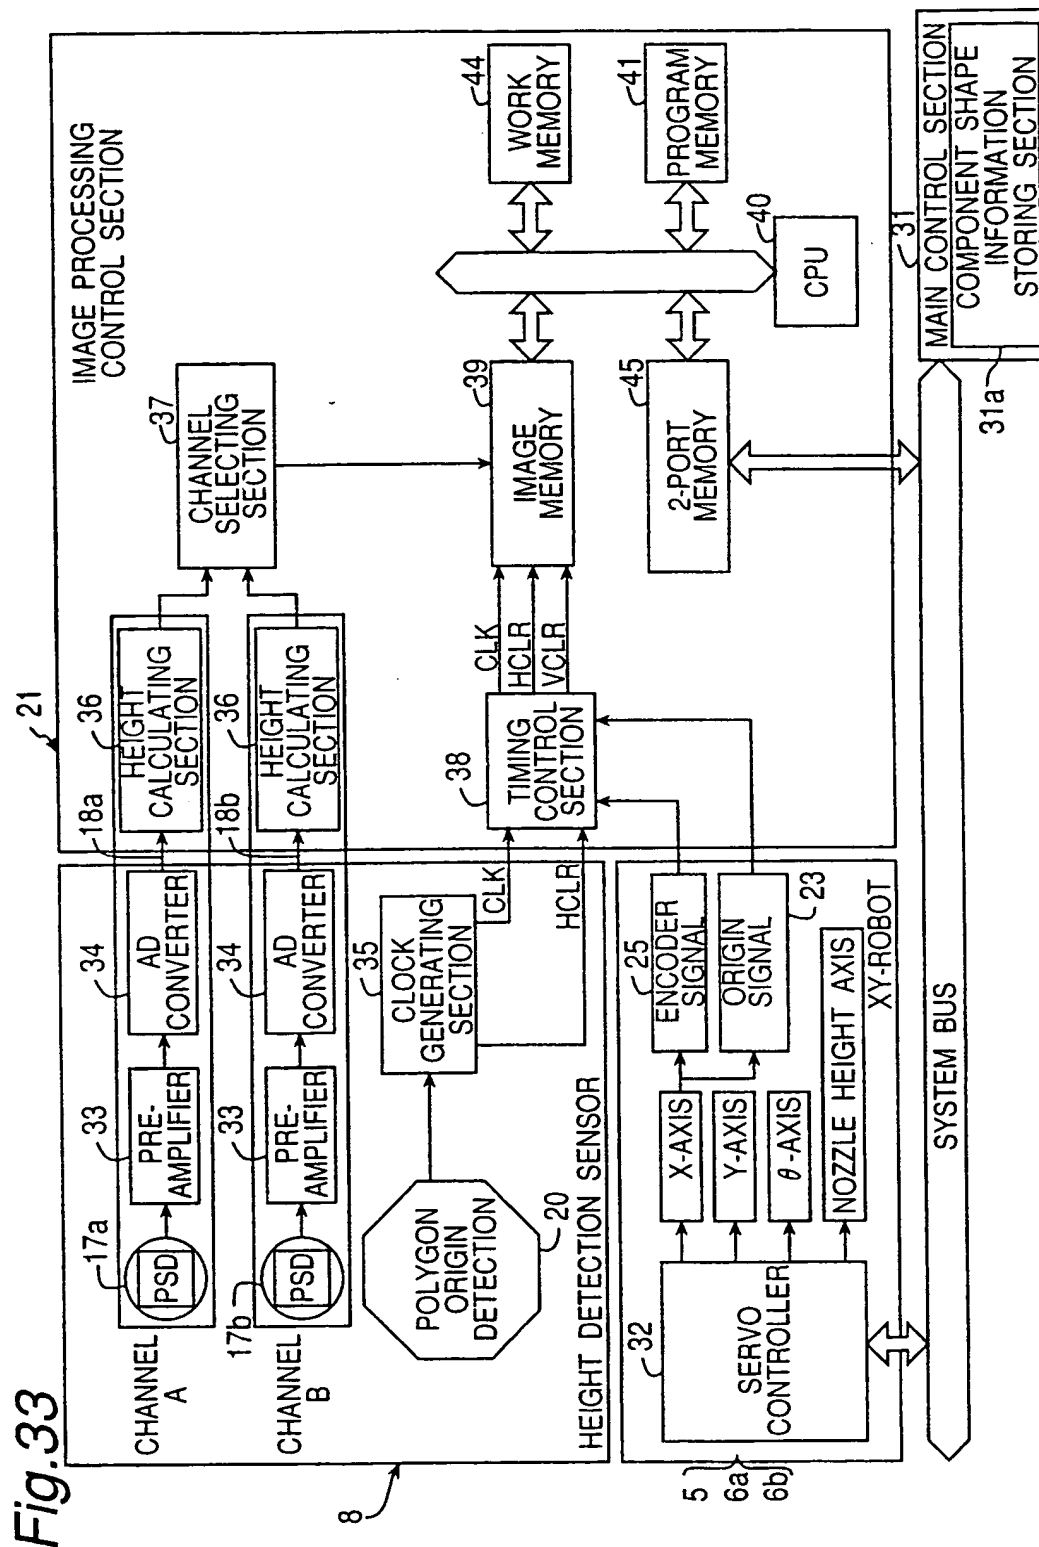 Fig.33
21
IMAGE PROCESSING
CONTROL SECTION
CHANNEL
A
17a
PSD
33
PRE-
AMPLIFIER
34
AD
CONVERTER
18a
36
HEIGHT
CALCULATING
SECTION
CHANNEL
B
17b
PSD
33
PRE-
AMPLIFIER
34
AD
CONVERTER
18b
36
HEIGHT
CALCULATING
SECTION
37
CHANNEL
SELECTING
SECTION
8
POLYGON
ORIGIN
DETECTION
20
35
CLOCK
GENERATING
SECTION
CLK
HCLR
HEIGHT DETECTION SENSOR
38
TIMING
CONTROL
SECTION
CLK
HCLR
VCLR
39
IMAGE
MEMORY
44
WORK
MEMORY
45
2-PORT
MEMORY
41
PROGRAM
MEMORY
40
CPU
5
6a
6b
32
SERVO
CONTROLLER
X-AXIS
Y-AXIS
θ-AXIS
NOZZLE HEIGHT AXIS
25
ENCODER
SIGNAL
ORIGIN
SIGNAL
23
XY-ROBOT
SYSTEM BUS
31
MAIN CONTROL SECTION
COMPONENT SHAPE
INFORMATION
STORING SECTION
31a